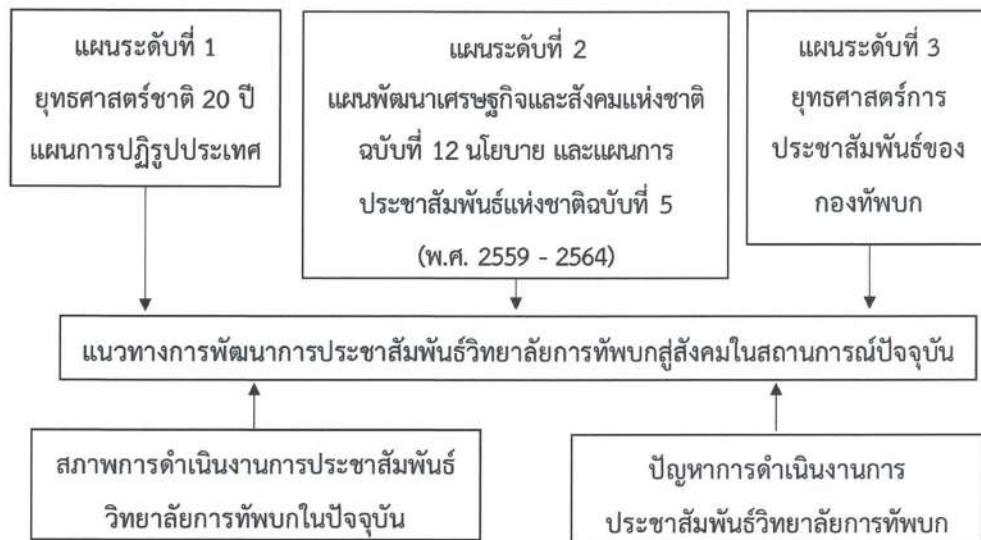 แผนระดับที่ 1
ยุทธศาสตร์ชาติ 20 ปี
แผนการปฏิรูปประเทศ
แผนระดับที่ 2
แผนพัฒนาเศรษฐกิจและสังคมแห่งชาติ
ฉบับที่ 12 นโยบาย และแผนการ
ประชาสัมพันธ์แห่งชาติฉบับที่ 5
(พ.ศ. 2559 - 2564)
แผนระดับที่ 3
ยุทธศาสตร์การ
ประชาสัมพันธ์ของ
กองทัพบก
แนวทางการพัฒนาการประชาสัมพันธ์วิทยาลัยการทัพบกสู่สังคมในสถานการณ์ปัจจุบัน
สภาพการดำเนินงานการประชาสัมพันธ์
วิทยาลัยการทัพบกในปัจจุบัน
ปัญหาการดำเนินงานการ
ประชาสัมพันธ์วิทยาลัยการทัพบก